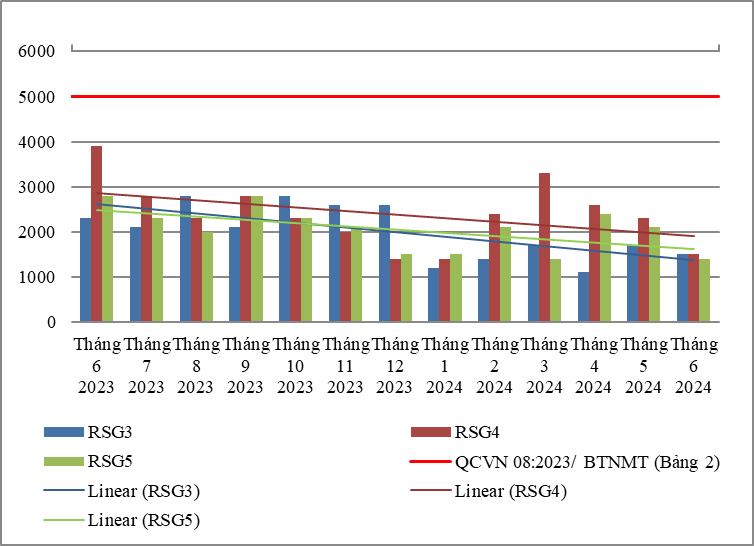 6000
5000
4000
3000
2000
1000
0
Tháng 6 2023
Tháng 7 2023
Tháng 8 2023
Tháng 9 2023
Tháng 10 2023
Tháng 11 2023
Tháng 12 2023
Tháng 1 2024
Tháng 2 2024
Tháng 3 2024
Tháng 4 2024
Tháng 5 2024
Tháng 6 2024
RSG3
RSG4
RSG5
QCVN 08:2023/ BTNMT (Bảng 2)
Linear (RSG3)
Linear (RSG4)
Linear (RSG5)